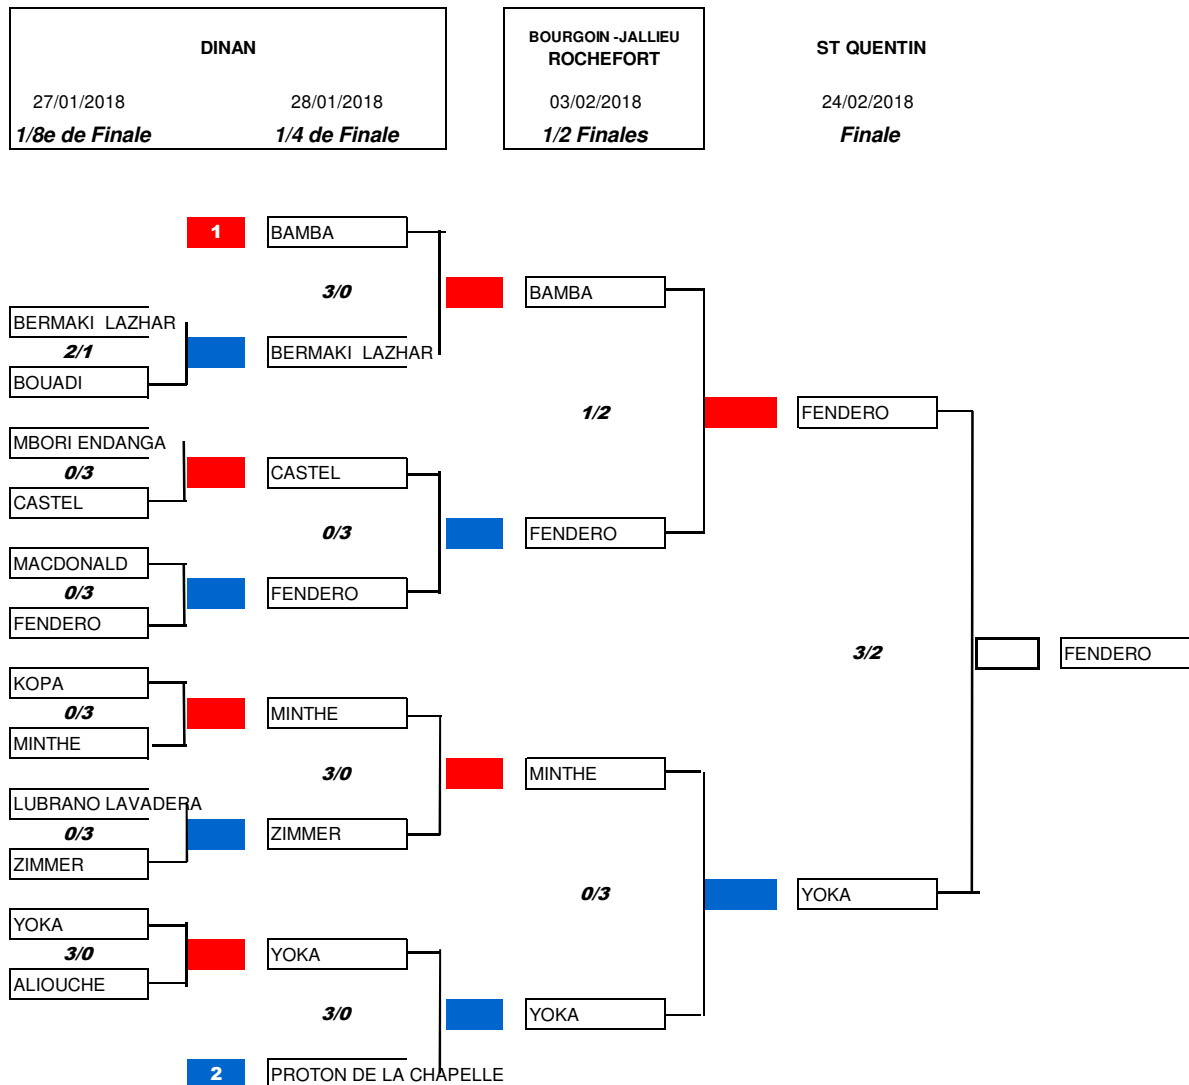 DINAN
BOURGOIN -JALLIEU
ROCHEFORT
ST QUENTIN
27/01/2018
28/01/2018
03/02/2018
24/02/2018
1/8e de Finale
1/4 de Finale
1/2 Finales
Finale
1
BAMBA
3/0
BAMBA
BERMAKI LAZHAR
2/1
BERMAKI LAZHAR
BOUADI
1/2
FENDERO
MBORI ENDANGA
0/3
CASTEL
CASTEL
0/3
FENDERO
MACDONALD
0/3
FENDERO
FENDERO
3/2
FENDERO
KOPA
0/3
MINTHE
MINTHE
3/0
MINTHE
LUBRANO LAVADERA
0/3
ZIMMER
ZIMMER
0/3
YOKA
YOKA
3/0
YOKA
ALIOUCHE
3/0
YOKA
2
PROTON DE LA CHAPELLE